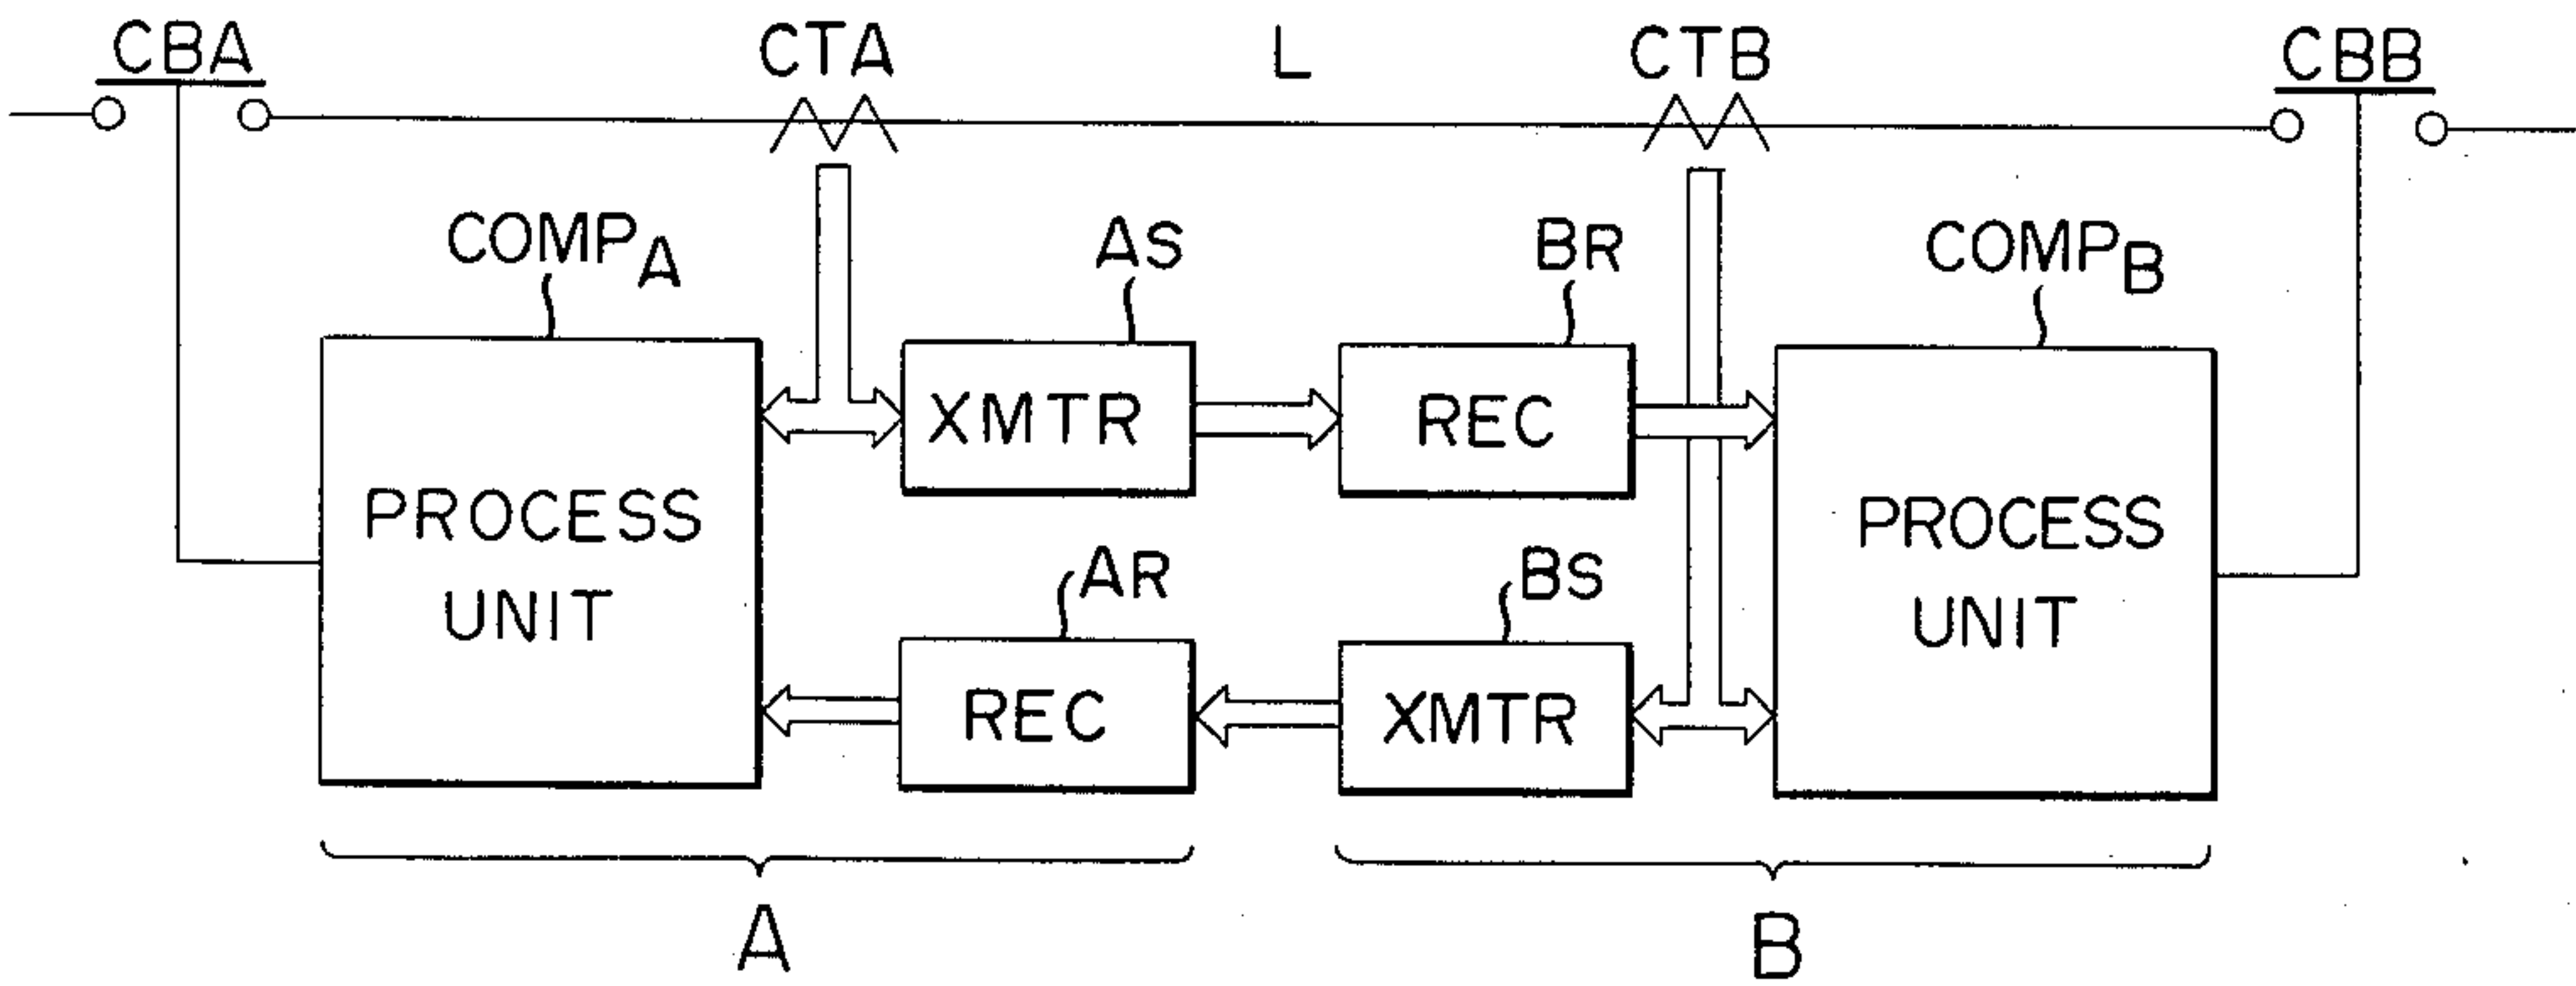 CBA
CTA
L
CTB
CBB
COMPA
AS
BR
COMPB
XMTR
REC
PROCESS
UNIT
PROCESS
UNIT
AR
BS
REC
XMTR
A
B